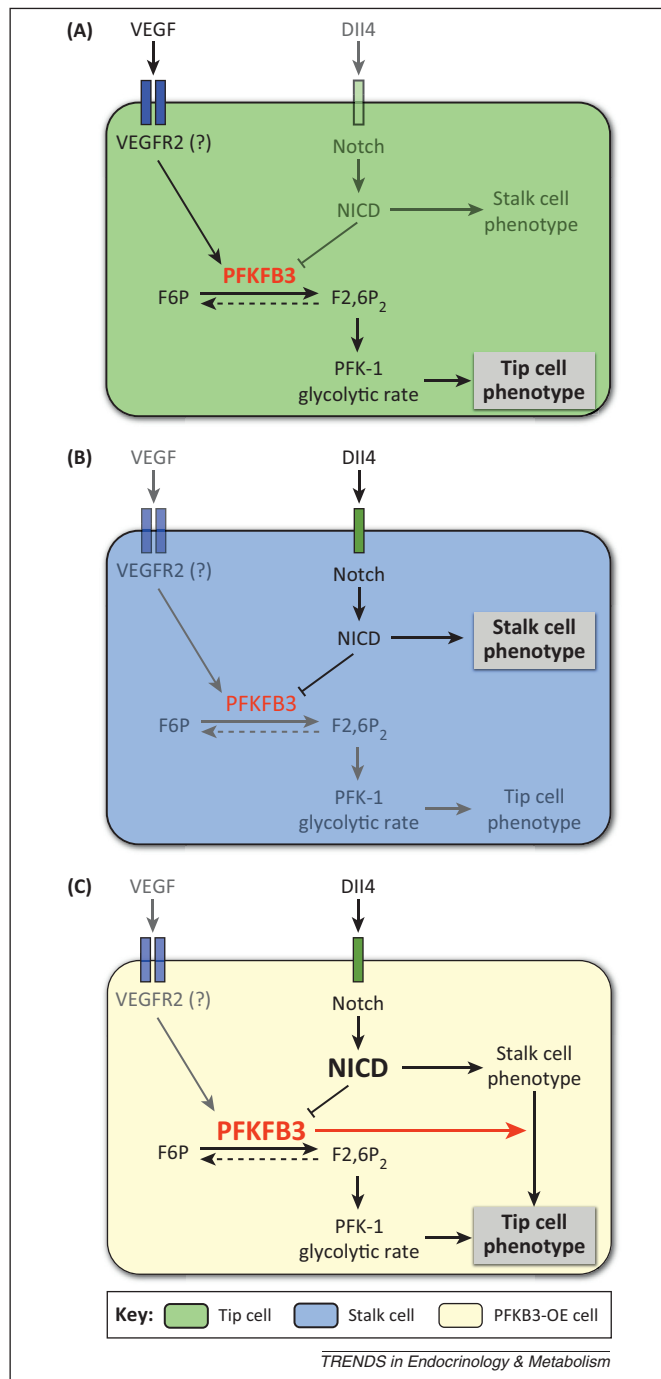 (A)
VEGF
Dll4
VEGFR2 (?)
Notch
NICD
Stalk cell
phenotype
PFKFB3
F6P
F2,6P₂
PFK-1
glycolytic rate
Tip cell
phenotype
(B)
VEGF
Dll4
VEGFR2 (?)
Notch
NICD
Stalk cell
phenotype
PFKFB3
F6P
F2,6P₂
PFK-1
glycolytic rate
Tip cell
phenotype
(C)
VEGF
Dll4
VEGFR2 (?)
Notch
NICD
Stalk cell
phenotype
PFKFB3
F6P
F2,6P₂
PFK-1
glycolytic rate
Tip cell
phenotype
Key: Tip cell Stalk cell PFKB3-OE cell
TRENDS in Endocrinology & Metabolism